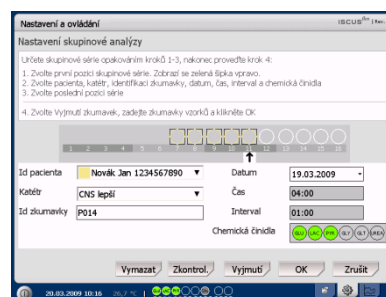 Nastavení a ovládání
ISCUSflex
Nastavení skupinové analýzy
Určete skupinové série opakováním kroků 1-3, nakonec proveďte krok 4:
1. Zvolte první pozici skupinové série. Zobrazí se zelená šipka vpravo.
2. Zvolte pacienta, katétr, identifikaci zkumavky, datum, čas, interval a chemická činidla
3. Zvolte poslední pozici série
4. Zvolte Vyjmutí zkumavek, zadejte zkumavky vzorků a klikněte OK
1 2 3 4 5 6 7 8 9 10 11 12 13 14 15 16
Id pacienta Novák Jan 1234567890 Datum 19.03.2009
Katétr CNS lepší Čas 04:00
Id zkumavky P014 Interval 01:00
Chemická činidla GLU LAC PYR GLY GLT UREA
Vymazat Zkontrol. Vyjmutí OK Zrušit
20.03.2009 10:16 26,7 °C